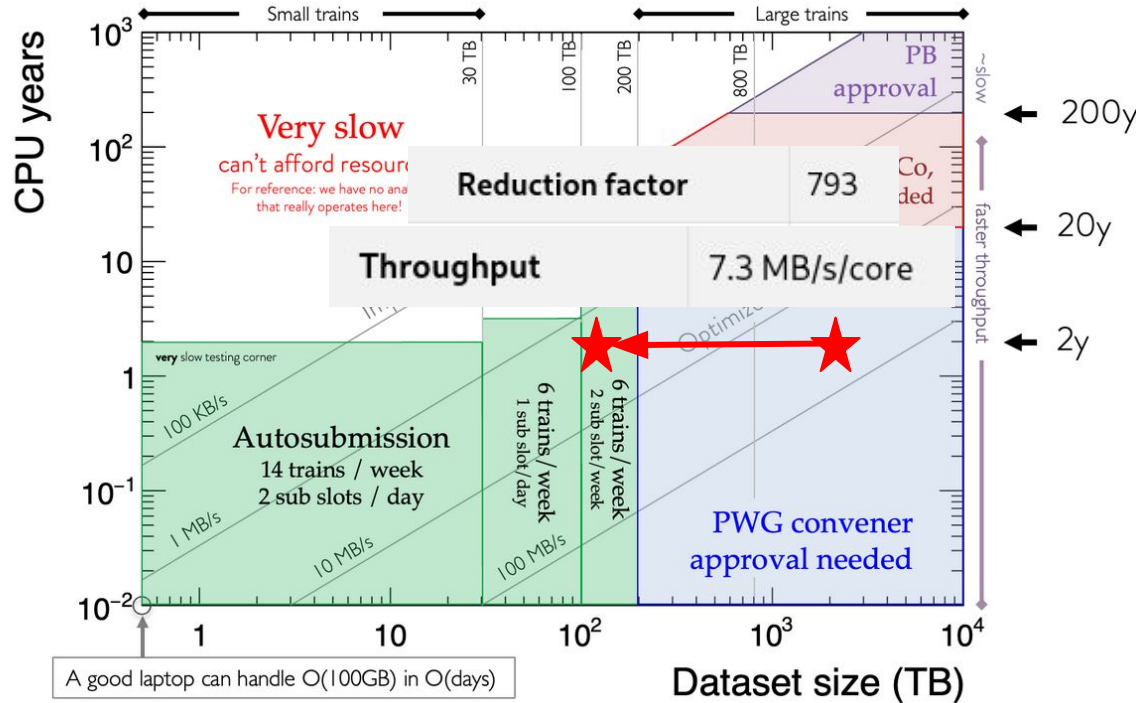 Small trains
Large trains
CPU years
10³
10²
10
1
10⁻¹
10⁻²
30 TB
100 TB
200 TB
800 TB
Very slow
can't afford
For reference: we have no
that really operates here!
PB
approval
~slow
faster throughput
200y
20y
2y
Co,
Reduction factor 793
Throughput 7.3 MB/s/core
very slow testing corner
100 KB/s
1 MB/s
10 MB/s
100 MB/s
Autosubmission
14 trains / week
2 sub slots / day
6 trains/week
1 sub slot/day
6 trains/week
2 sub slot/week
PWG convener
approval needed
1
10
10²
10³
10⁴
A good laptop can handle O(100GB) in O(days)
Dataset size (TB)